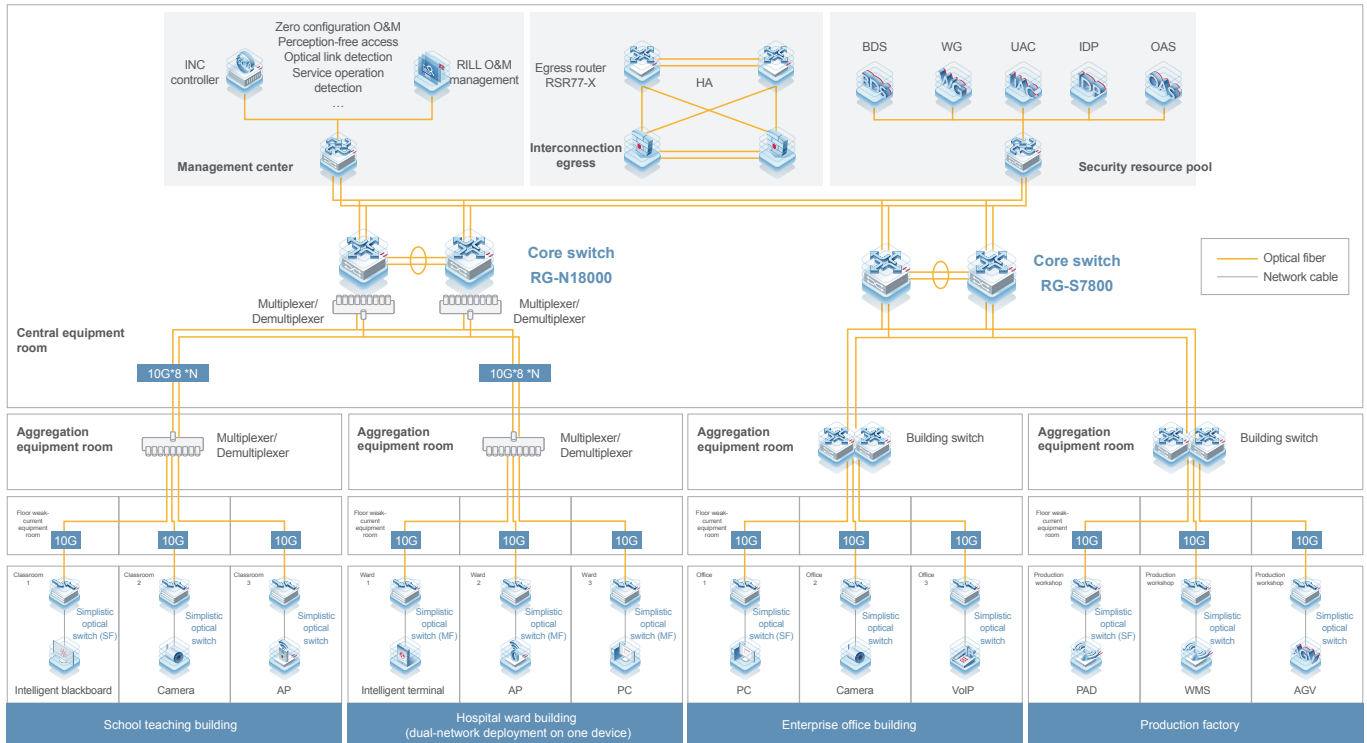 INC
controller
Zero configuration O&M
Perception-free access
Optical link detection
Service operation
detection
…
RILL O&M
management
Management center
Egress router
RSR77-X
HA
Interconnection
egress
BDS
WG
UAC
IDP
OAS
BDS
WG
UAC
IDP
OAS
Security resource pool
Core switch
RG-N18000
Core switch
RG-S7800
Optical fiber
Network cable
Multiplexer/
Demultiplexer
Multiplexer/
Demultiplexer
Central equipment
room
10G*8 *N
10G*8 *N
Aggregation
equipment room
Multiplexer/
Demultiplexer
Aggregation
equipment room
Multiplexer/
Demultiplexer
Aggregation
equipment room
Building switch
Aggregation
equipment room
Building switch
Floor weak-
current
equipment
room
10G
10G
10G
Floor weak-
current
equipment
room
10G
10G
10G
Floor weak-
current
equipment
room
10G
10G
10G
Floor weak-
current
equipment
room
10G
10G
10G
Classroom
1
Simplistic
optical
switch (SF)
Intelligent blackboard
Classroom
2
Simplistic
optical
switch
Camera
Classroom
3
Simplistic
optical
switch
AP
Ward
1
Simplistic
optical
switch (MF)
Intelligent terminal
Ward
2
Simplistic
optical
switch (MF)
AP
Ward
3
Simplistic
optical
switch (MF)
PC
Office
1
Simplistic
optical
switch (SF)
PC
Office
2
Simplistic
optical
switch
Camera
Office
3
Simplistic
optical
switch
VoIP
Production
workshop
Simplistic
optical
switch (SF)
PAD
Production
workshop
Simplistic
optical
switch
WMS
Production
workshop
Simplistic
optical
switch
AGV
School teaching building
Hospital ward building
(dual-network deployment on one device)
Enterprise office building
Production factory